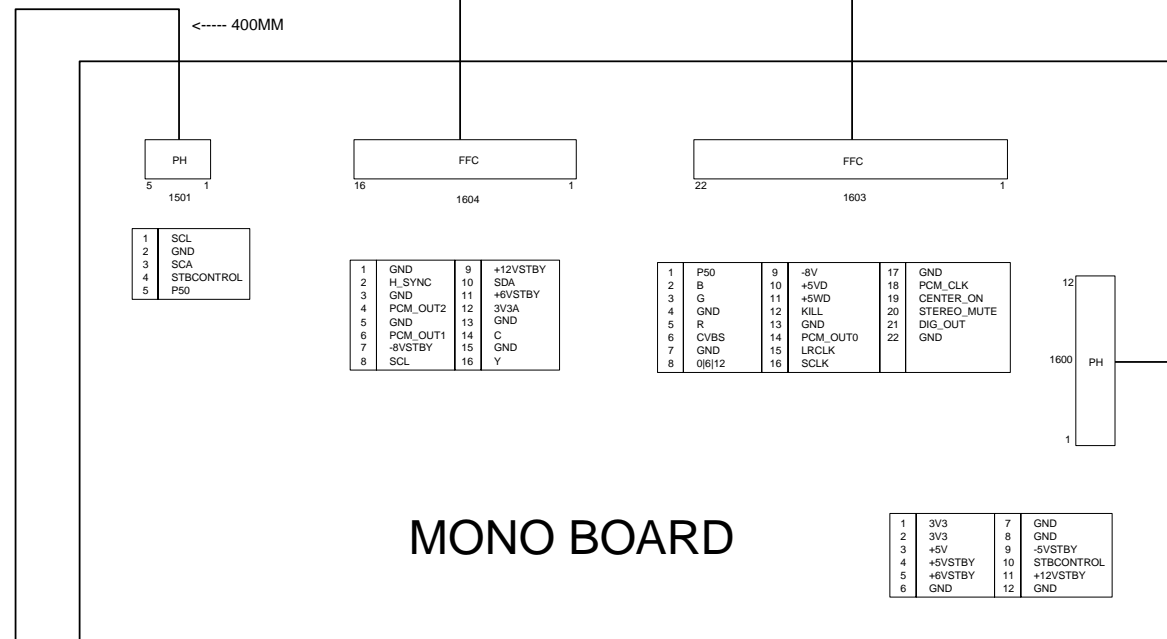 <----- 400MM
PH
5 1
1501
FFC
16 1
1604
FFC
22 1
1603
1 SCL
2 GND
3 SCA
4 STBCONTROL
5 P50
1 GND 9 +12VSTBY
2 H_SYNC 10 SDA
3 GND 11 +6VSTBY
4 PCM_OUT2 12 3V3A
5 GND 13 GND
6 PCM_OUT1 14 C
7 -8VSTBY 15 GND
8 SCL 16 Y
1 P50 9 -8V 17 GND
2 B 10 +5VD 18 PCM_CLK
3 G 11 +5WD 19 CENTER_ON
4 GND 12 KILL 20 STEREO_MUTE
5 R 13 GND 21 DIG_OUT
6 CVBS 14 PCM_OUT0 22 GND
7 GND 15 LRCLK
8 0|6|12 16 SCLK
12
1600 PH
1
MONO BOARD
1 3V3 7 GND
2 3V3 8 GND
3 +5V 9 -5VSTBY
4 +5VSTBY 10 STBCONTROL
5 +6VSTBY 11 +12VSTBY
6 GND 12 GND